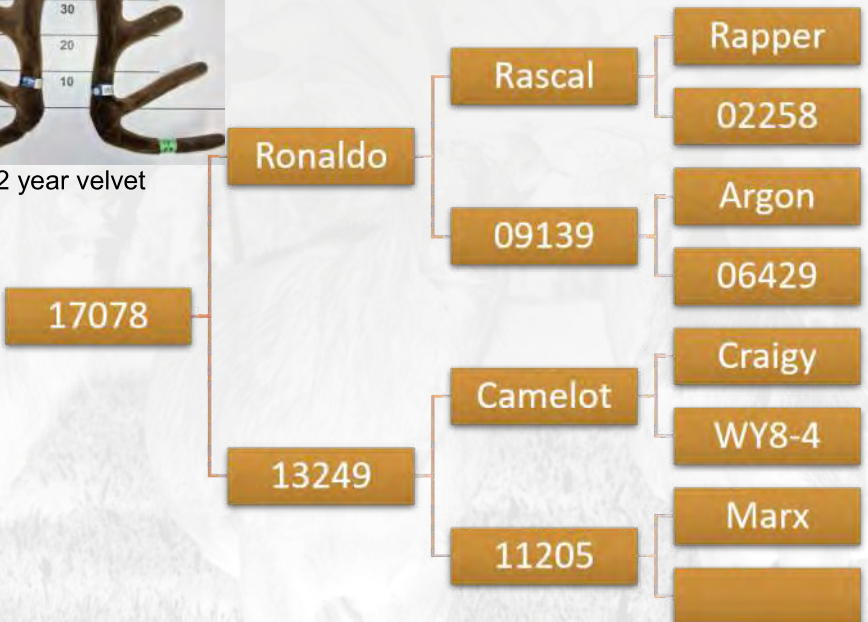 30
20
10
2 year velvet
17078
Ronaldo
13249
Rascal
09139
Camelot
11205
Rapper
02258
Argon
06429
Craigy
WY8-4
Marx